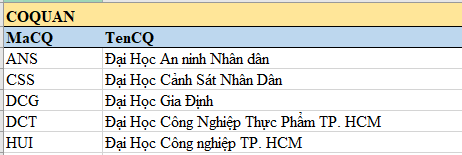 COQUAN
MaCQ TenCQ
ANS Đại Học An ninh Nhân dân
CSS Đại Học Cảnh Sát Nhân Dân
DCG Đại Học Gia Định
DCT Đại Học Công Nghiệp Thực Phẩm TP. HCM
HUI Đại Học Công nghiệp TP. HCM